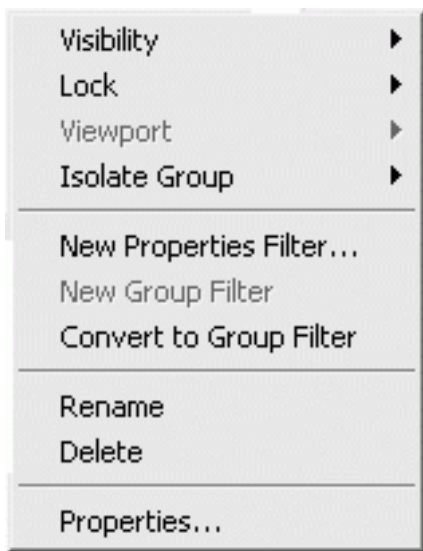 Visibility
Lock
Viewport
Isolate Group
New Properties Filter...
New Group Filter
Convert to Group Filter
Rename
Delete
Properties...